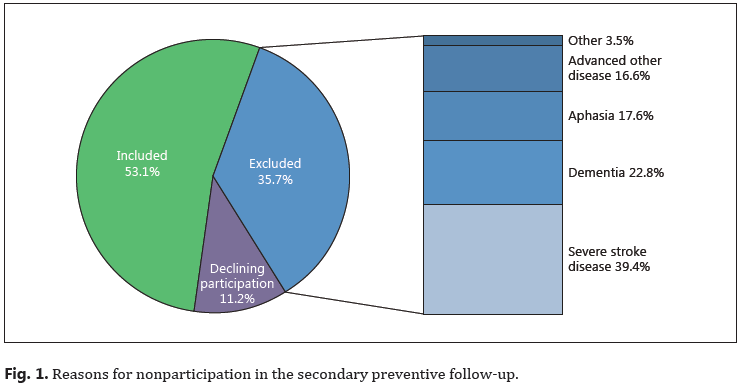 Included
53.1%
Excluded
35.7%
Declining
participation
11.2%
Other 3.5%
Advanced other
disease 16.6%
Aphasia 17.6%
Dementia 22.8%
Severe stroke
disease 39.4%
Fig. 1. Reasons for nonparticipation in the secondary preventive follow-up.